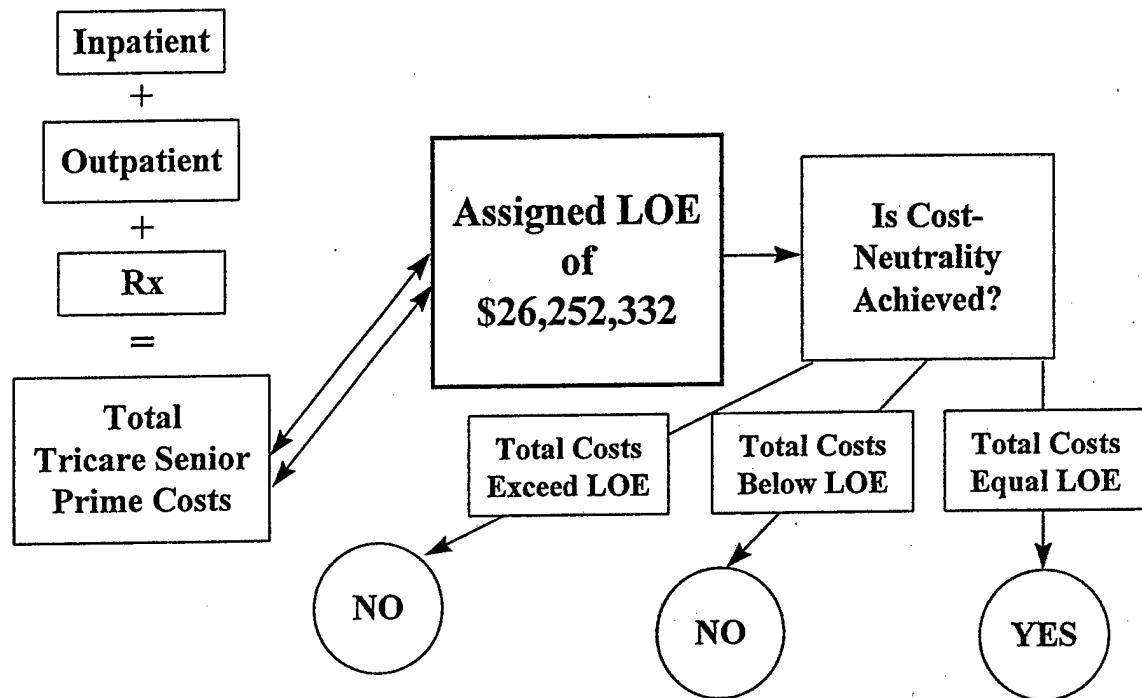 Inpatient
+
Outpatient
+
Rx
=
Total
Tricare Senior
Prime Costs
Assigned LOE
of
$26,252,332
Is Cost-
Neutrality
Achieved?
Total Costs
Exceed LOE
Total Costs
Below LOE
Total Costs
Equal LOE
NO
NO
YES